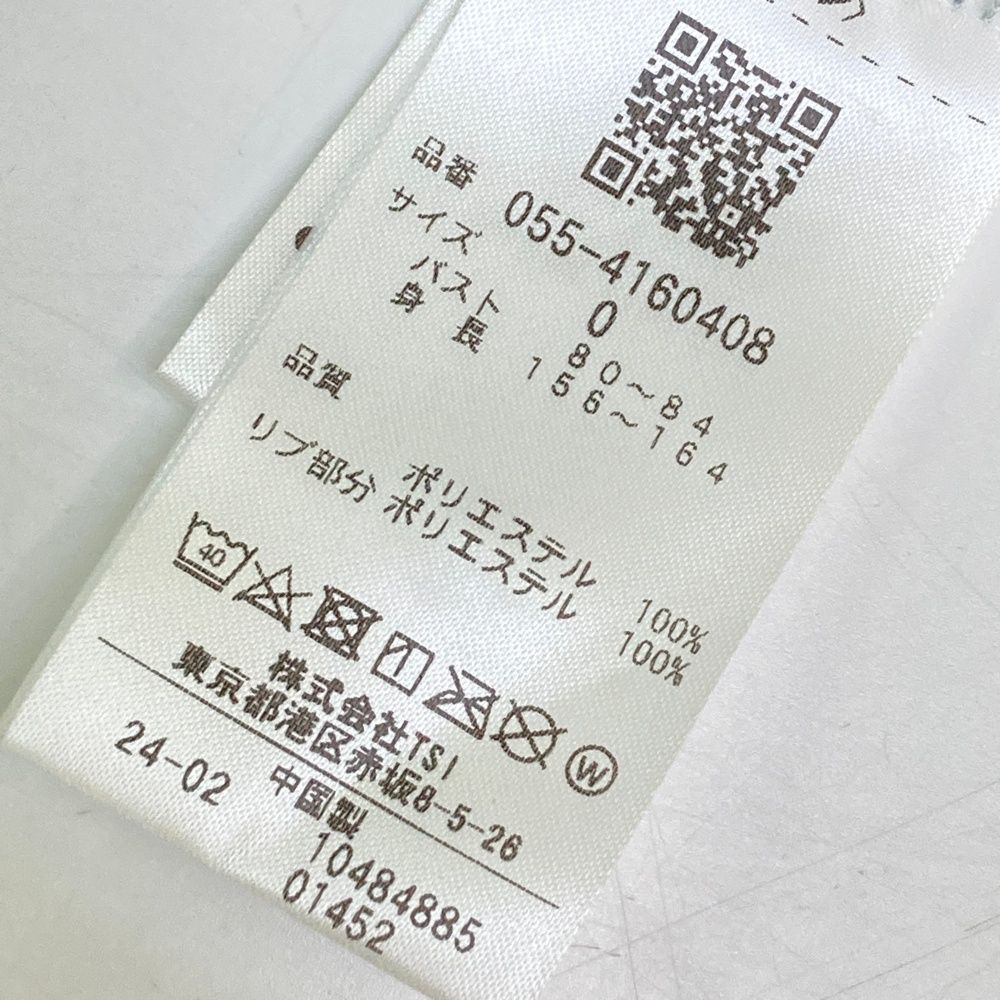 品番 055-4160408
サイズ 0
バスト 80~84
身長 156~164
品質
ポリエステル 100%
リブ部分 ポリエステル 100%
40
W
株式会社TSI
東京都港区赤坂8-5-26
24-02 中国製
10484885
01452